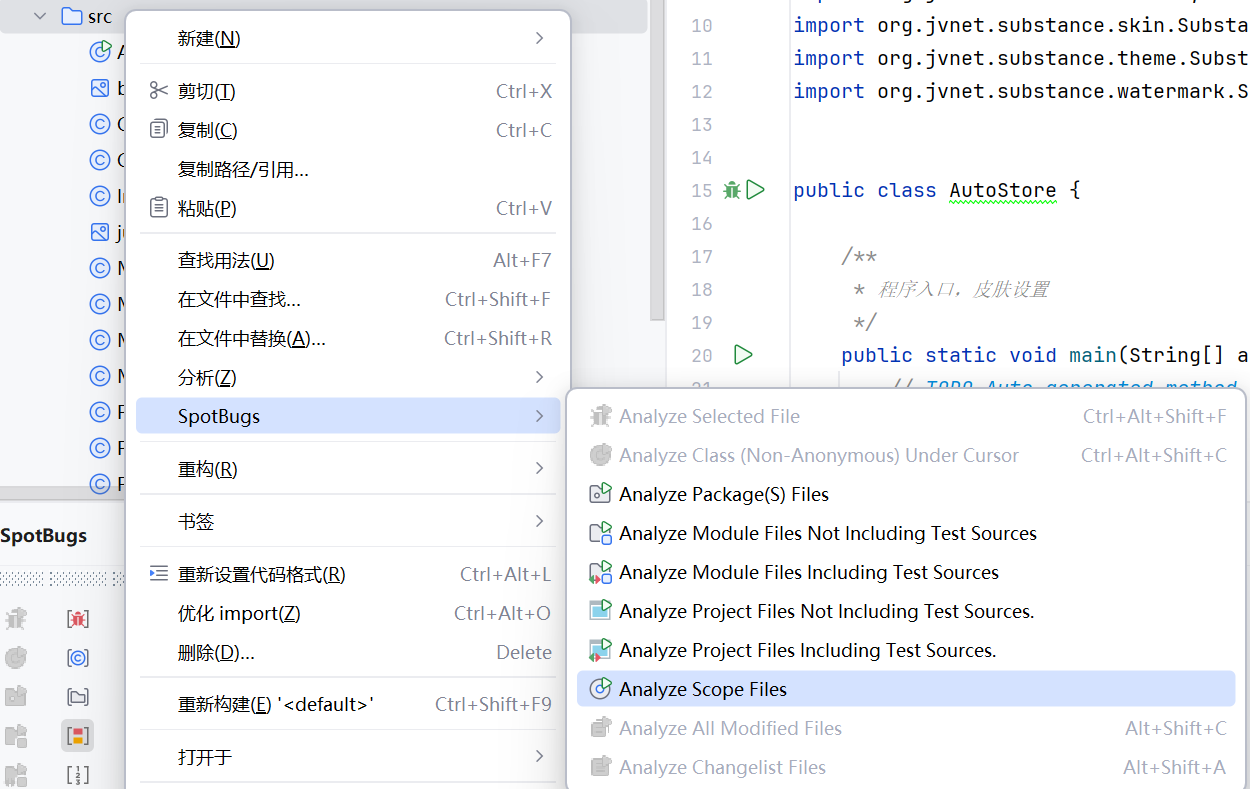 src
新建(N)
剪切(T) Ctrl+X
复制(C) Ctrl+C
复制路径/引用...
粘贴(P) Ctrl+V
查找用法(U) Alt+F7
在文件中查找... Ctrl+Shift+F
在文件中替换(A)... Ctrl+Shift+R
分析(Z)
SpotBugs
重构(R)
书签
重新设置代码格式(R) Ctrl+Alt+L
优化 import(Z) Ctrl+Alt+O
删除(D)... Delete
重新构建(E) '<default>' Ctrl+Shift+F9
打开于
SpotBugs
10 import org.jvnet.substance.skin.Substa
11 import org.jvnet.substance.theme.Subst
12 import org.jvnet.substance.watermark.S
13
14
15 public class AutoStore {
16
17 /**
18 * 程序入口，皮肤设置
19 */
20 public static void main(String[] a
21 // TODO Auto-generated method
Analyze Selected File Ctrl+Alt+Shift+F
Analyze Class (Non-Anonymous) Under Cursor Ctrl+Alt+Shift+C
Analyze Package(S) Files
Analyze Module Files Not Including Test Sources
Analyze Module Files Including Test Sources
Analyze Project Files Not Including Test Sources.
Analyze Project Files Including Test Sources.
Analyze Scope Files
Analyze All Modified Files Alt+Shift+C
Analyze Changelist Files Alt+Shift+A